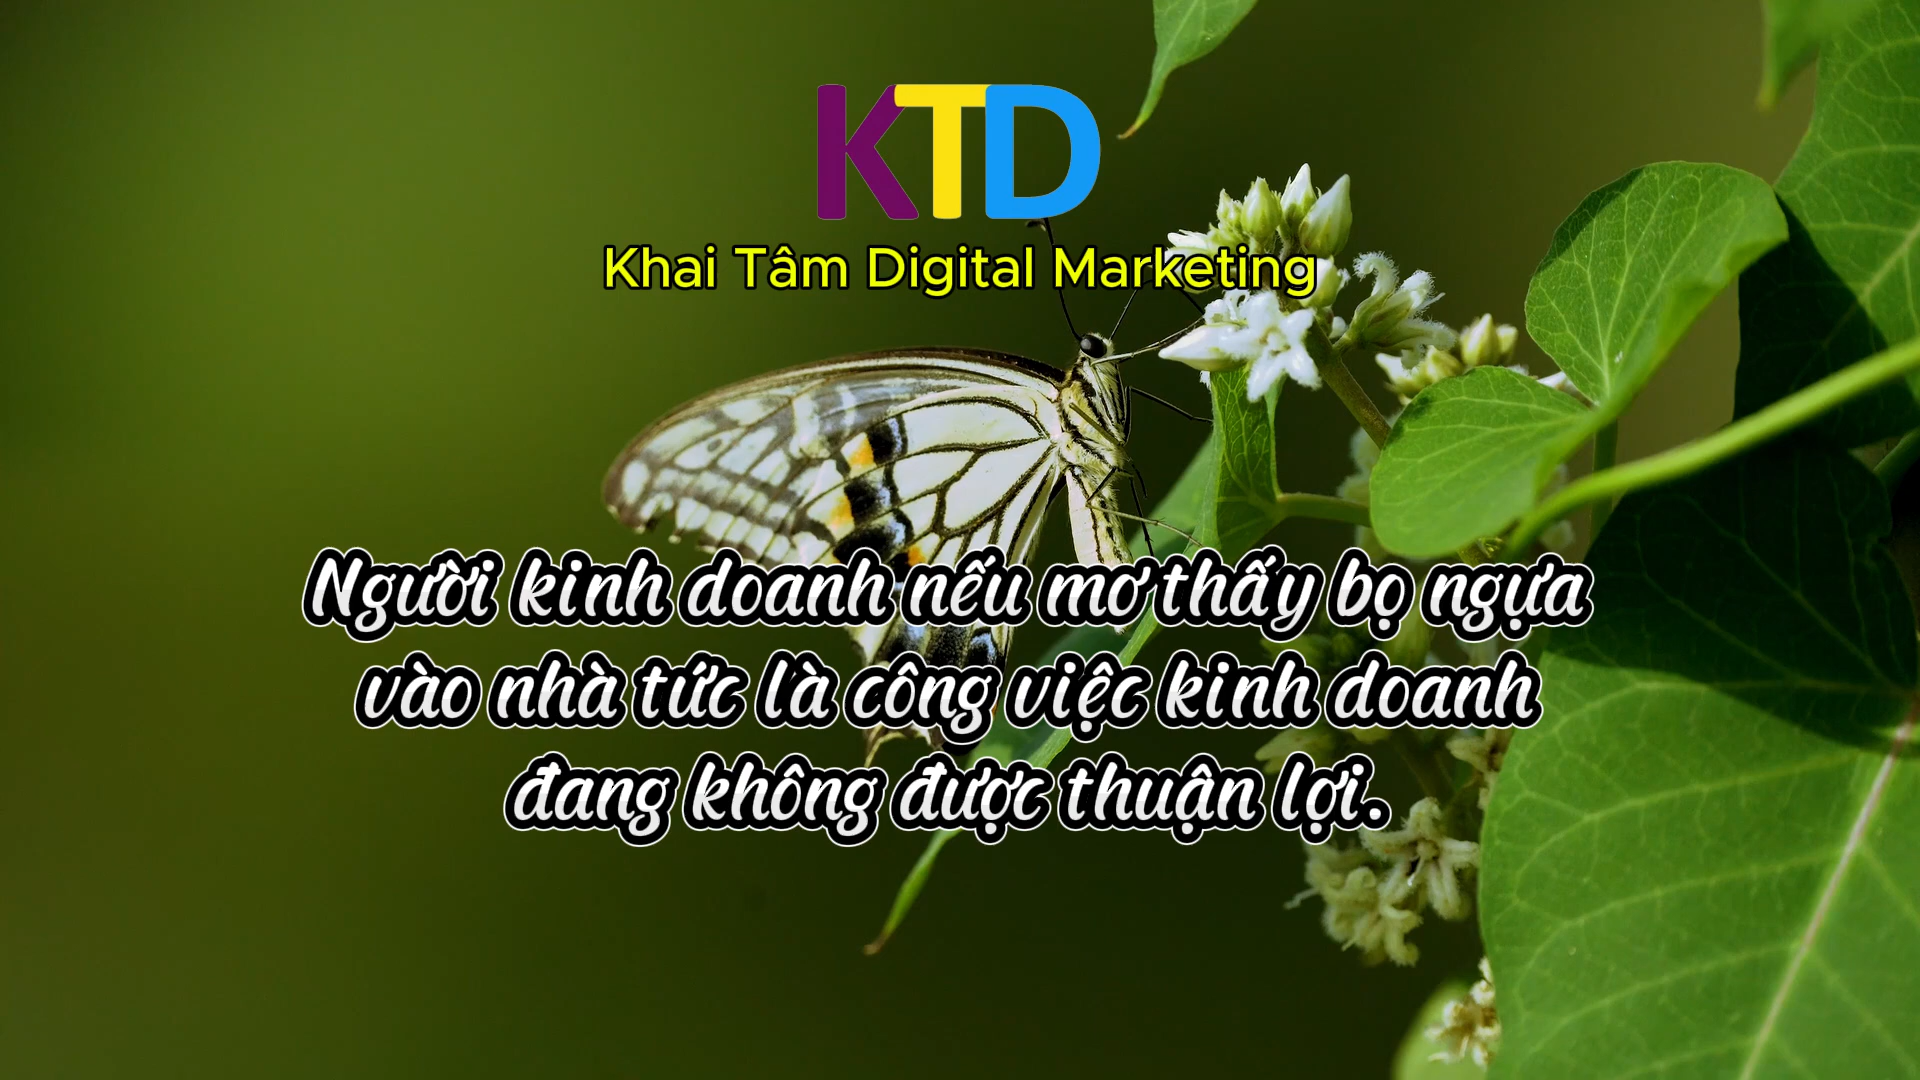 KTD
Khai Tâm Digital Marketing
Người kinh doanh nếu mơ thấy bọ ngựa
vào nhà tức là công việc kinh doanh
đang không được thuận lợi.